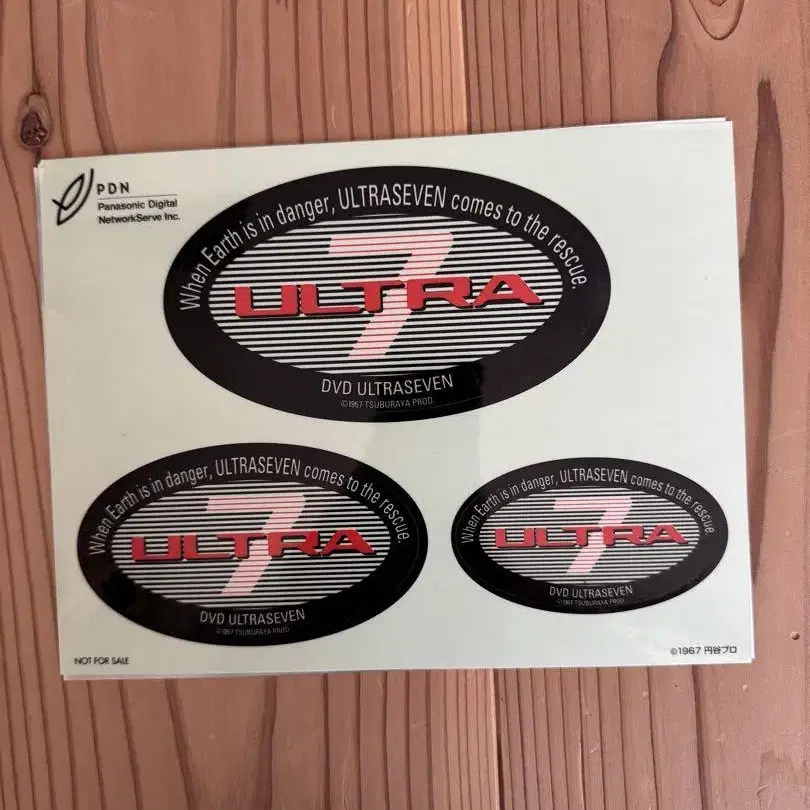 PDN
Panasonic Digital
NetworkServe Inc.
When Earth is in danger, ULTRASEVEN comes to the rescue.
7
ULTRA
DVD ULTRASEVEN
©1967 TSUBURAYA PROD.
When Earth is in danger, ULTRASEVEN comes to the rescue.
7
ULTRA
DVD ULTRASEVEN
©1967 TSUBURAYA PROD.
When Earth is in danger, ULTRASEVEN comes to the rescue.
7
ULTRA
DVD ULTRASEVEN
©1967 TSUBURAYA PROD.
NOT FOR SALE
©1967 円谷プロ